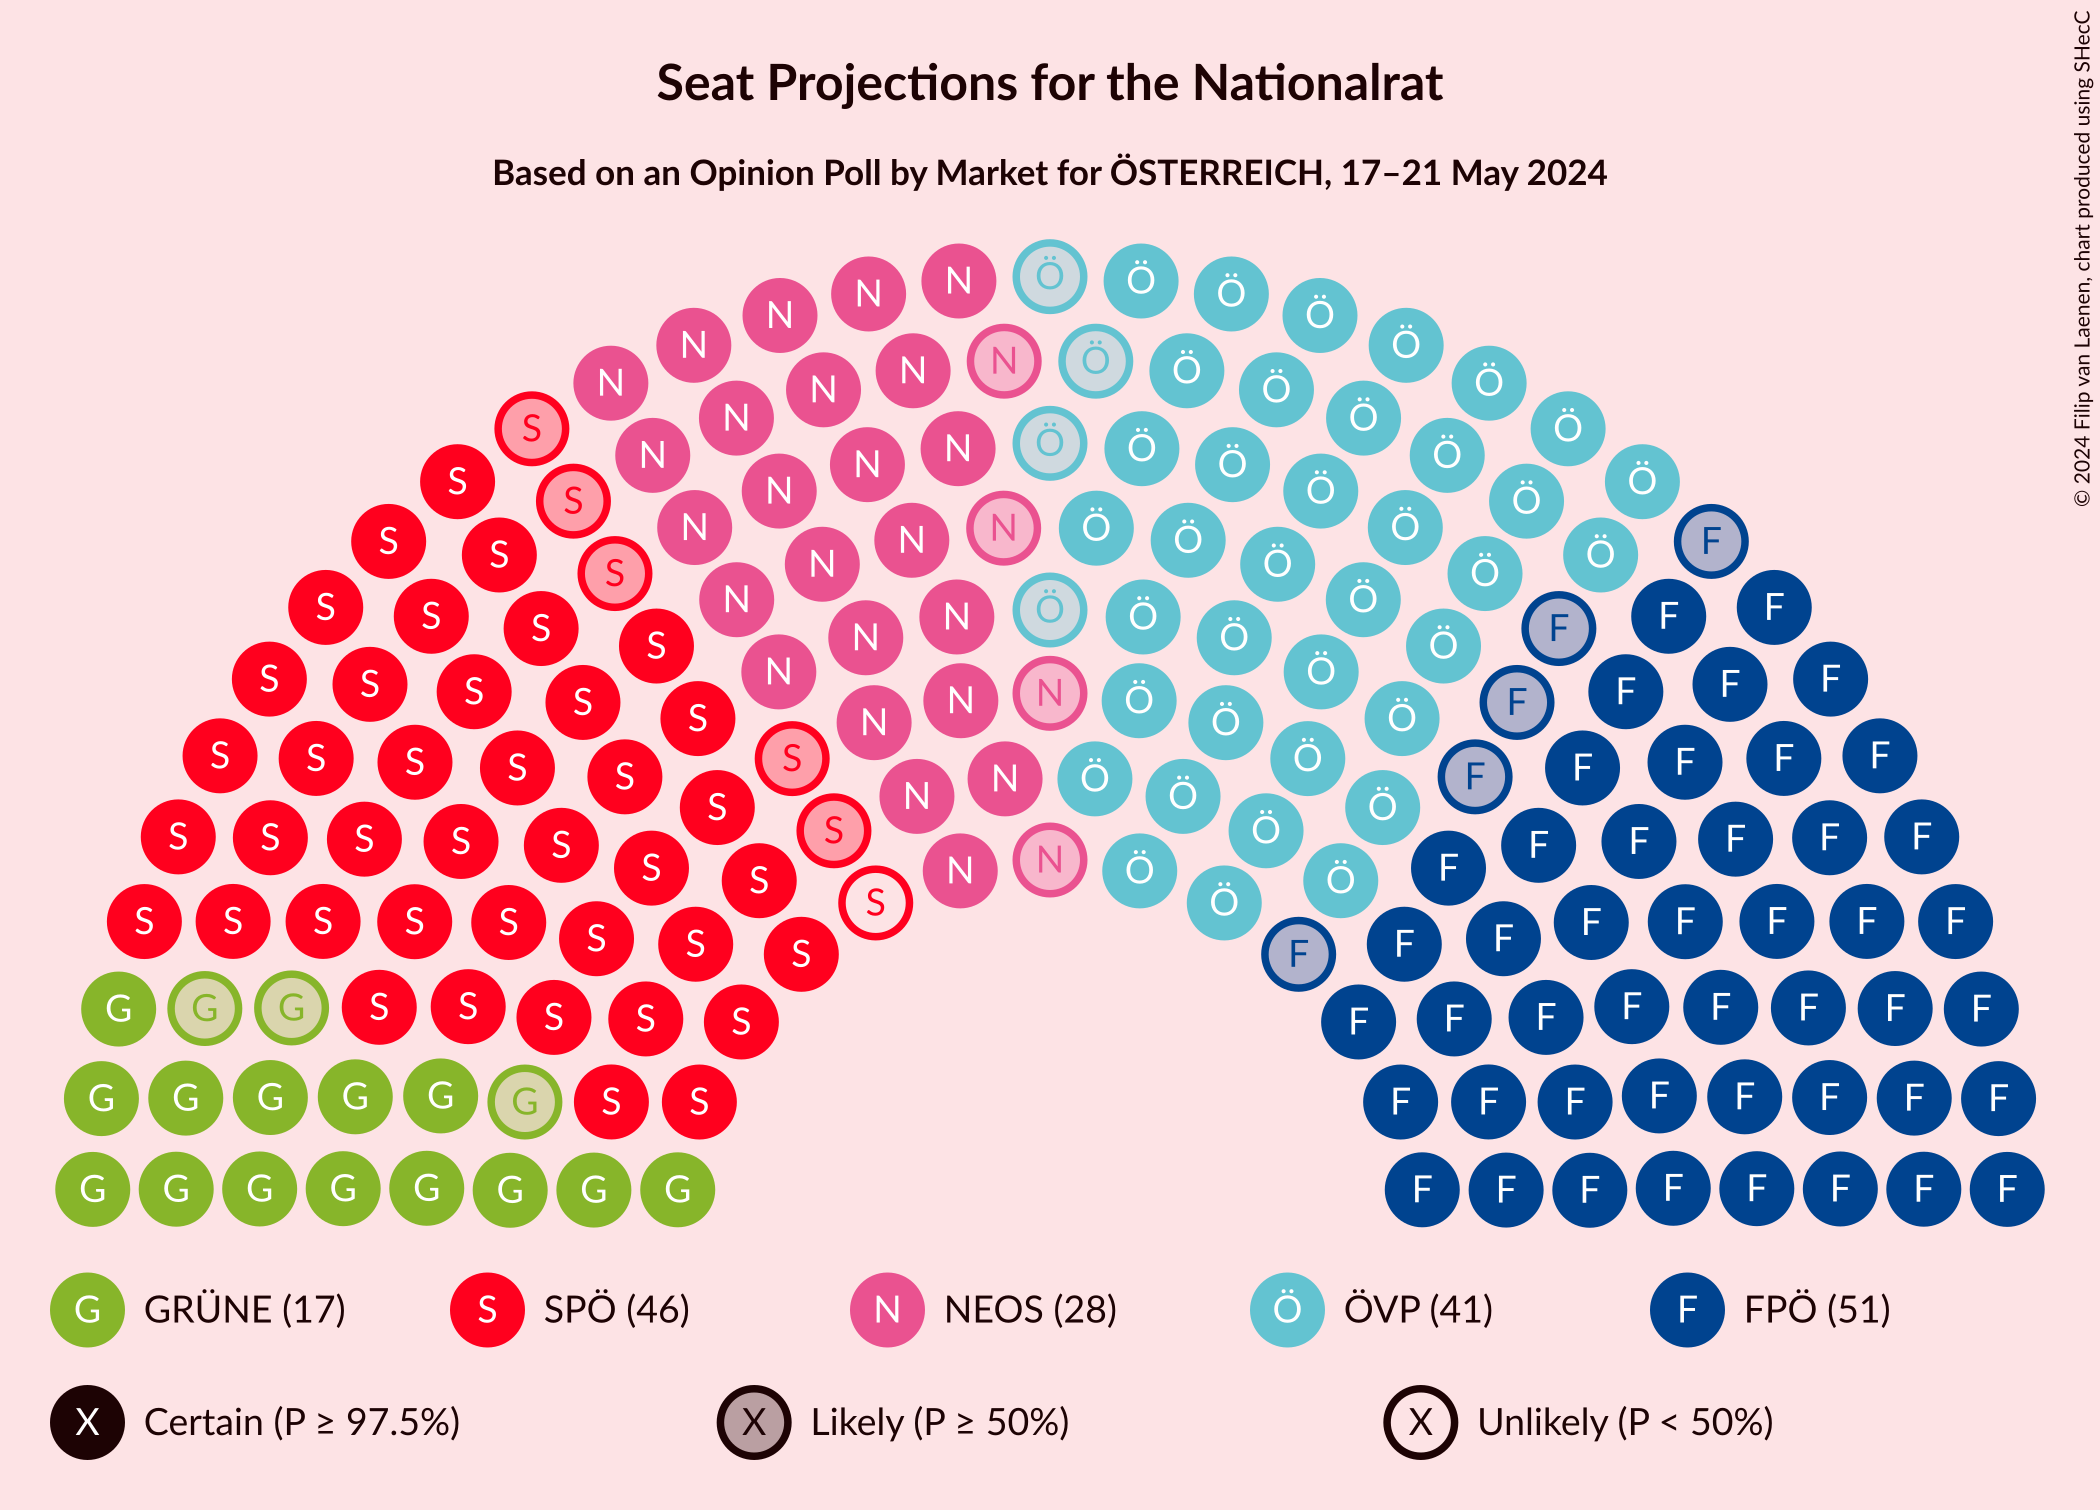 Seat Projections for the Nationalrat
Based on an Opinion Poll by Market for ÖSTERREICH, 17–21 May 2024
© 2024 Filip van Laenen, chart produced using SHecC
N N Ö Ö Ö
N N Ö Ö
N N N Ö Ö Ö
N N N Ö Ö Ö
S N N N Ö Ö Ö Ö
S N N N Ö Ö Ö Ö
S S N N N N Ö Ö Ö Ö Ö F
S S S N N N Ö Ö Ö Ö Ö
S S S N N N Ö Ö Ö Ö F F F
S S S S S N N N Ö Ö Ö Ö F F F F
S S S S S S N N Ö Ö Ö F F F F F
S S S S S S N N Ö Ö Ö F F F F F F
S S S S S S S S N N Ö Ö Ö F F F F F F
S S S S S S S S S Ö F F F F F F F F
G G G S S S S S F F F F F F F F
G G G G G G S S F F F F F F F F
G G G G G G G G F F F F F F F F
G GRÜNE (17) S SPÖ (46) N NEOS (28) Ö ÖVP (41) F FPÖ (51)
X Certain (P ≥ 97.5%) X Likely (P ≥ 50%) X Unlikely (P < 50%)